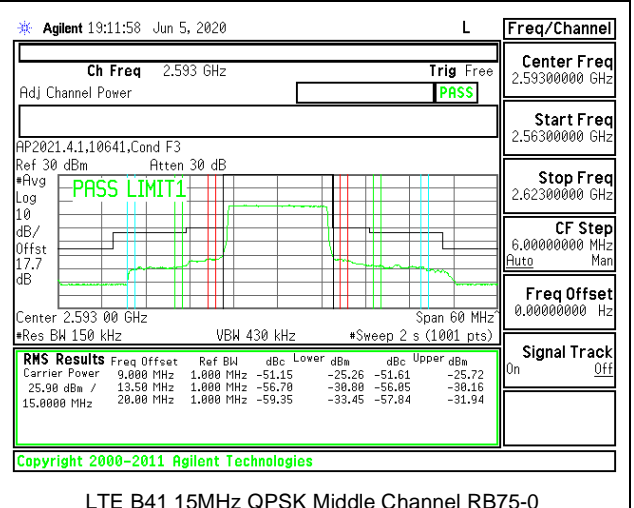 Agilent 19:11:58 Jun 5, 2020 L
Freq/Channel
Ch Freq 2.593 GHz Trig Free
Adj Channel Power PASS
AP2021.4.1,10641,Cond F3
Ref 30 dBm Atten 30 dB
#Avg
Log
10
dB/
Offst
17.7
dB
PASS LIMIT1
Center 2.593 00 GHz Span 60 MHz^
#Res BW 150 kHz VBW 430 kHz #Sweep 2 s (1001 pts)
RMS Results Freq Offset Ref BW dBc Lower dBm dBc Upper dBm
Carrier Power 9.000 MHz 1.000 MHz -51.15 -25.26 -51.61 -25.72
25.90 dBm / 13.50 MHz 1.000 MHz -56.70 -30.80 -56.05 -30.16
15.0000 MHz 20.00 MHz 1.000 MHz -59.35 -33.45 -57.84 -31.94
Center Freq
2.59300000 GHz
Start Freq
2.56300000 GHz
Stop Freq
2.62300000 GHz
CF Step
6.00000000 MHz
Auto Man
Freq Offset
0.00000000 Hz
Signal Track
On Off
Copyright 2000-2011 Agilent Technologies
LTE B41 15MHz QPSK Middle Channel RB75-0